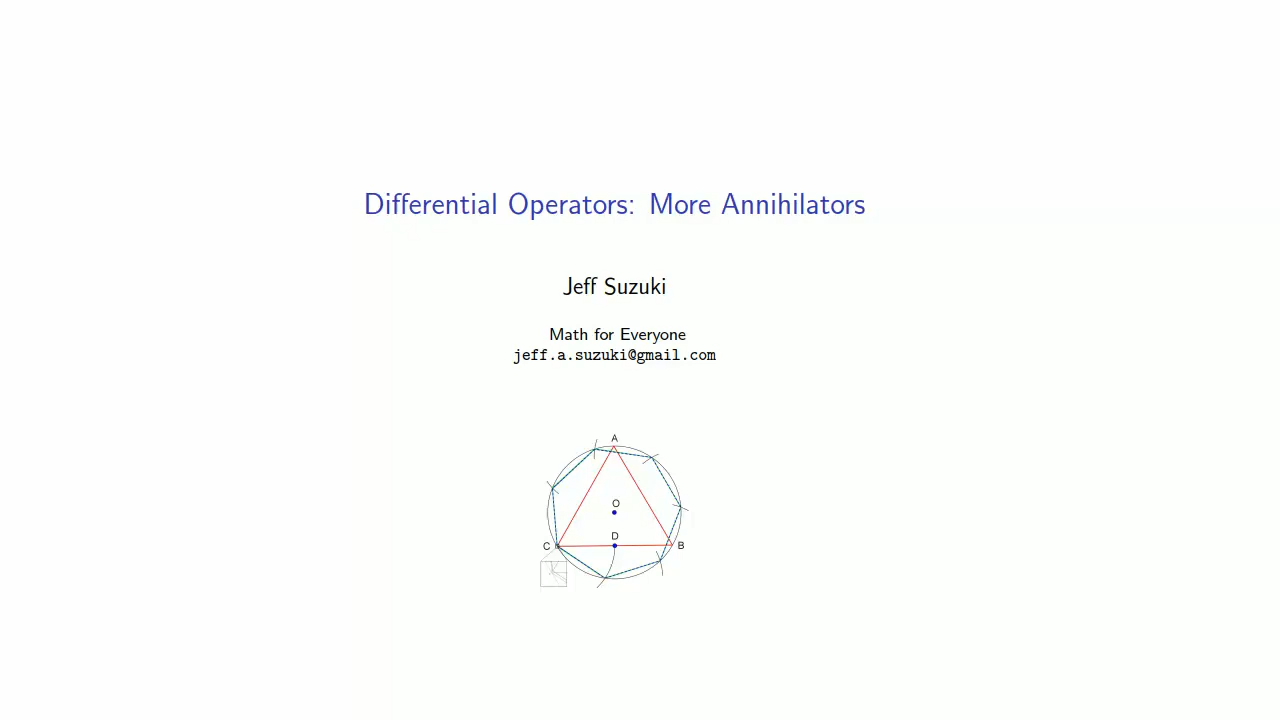 Differential Operators: More Annihilators
Jeff Suzuki
Math for Everyone
jeff.a.suzuki@gmail.com
A
O
D
C
B